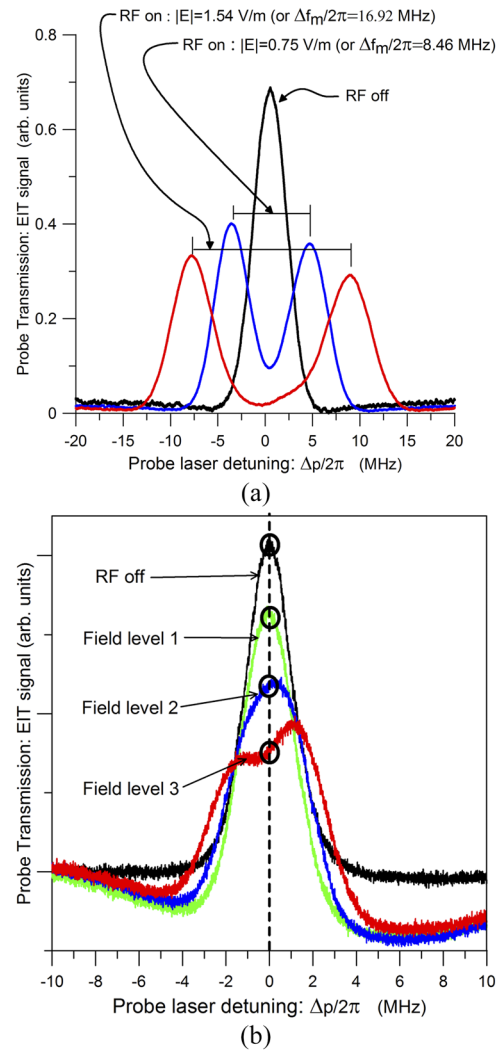 RF on : |E|=1.54 V/m (or Δfm/2π=16.92 MHz)
RF on : |E|=0.75 V/m (or Δfm/2π=8.46 MHz)
RF off
Probe Transmission: EIT signal (arb. units)
0.8
0.6
0.4
0.2
0
-20 -15 -10 -5 0 5 10 15 20
Probe laser detuning: Δp/2π (MHz)
(a)
RF off
Field level 1
Field level 2
Field level 3
Probe Transmission: EIT signal (arb. units)
-10 -8 -6 -4 -2 0 2 4 6 8 10
Probe laser detuning: Δp/2π (MHz)
(b)